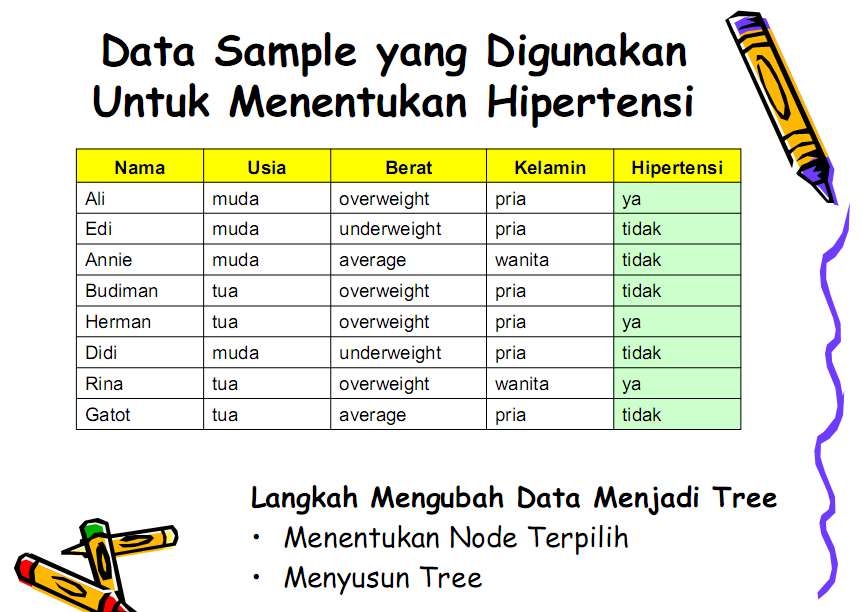 Data Sample yang Digunakan
Untuk Menentukan Hipertensi
Nama Usia Berat Kelamin Hipertensi
Ali muda overweight pria ya
Edi muda underweight pria tidak
Annie muda average wanita tidak
Budiman tua overweight pria tidak
Herman tua overweight pria ya
Didi muda underweight pria tidak
Rina tua overweight wanita ya
Gatot tua average pria tidak
Langkah Mengubah Data Menjadi Tree
• Menentukan Node Terpilih
• Menyusun Tree